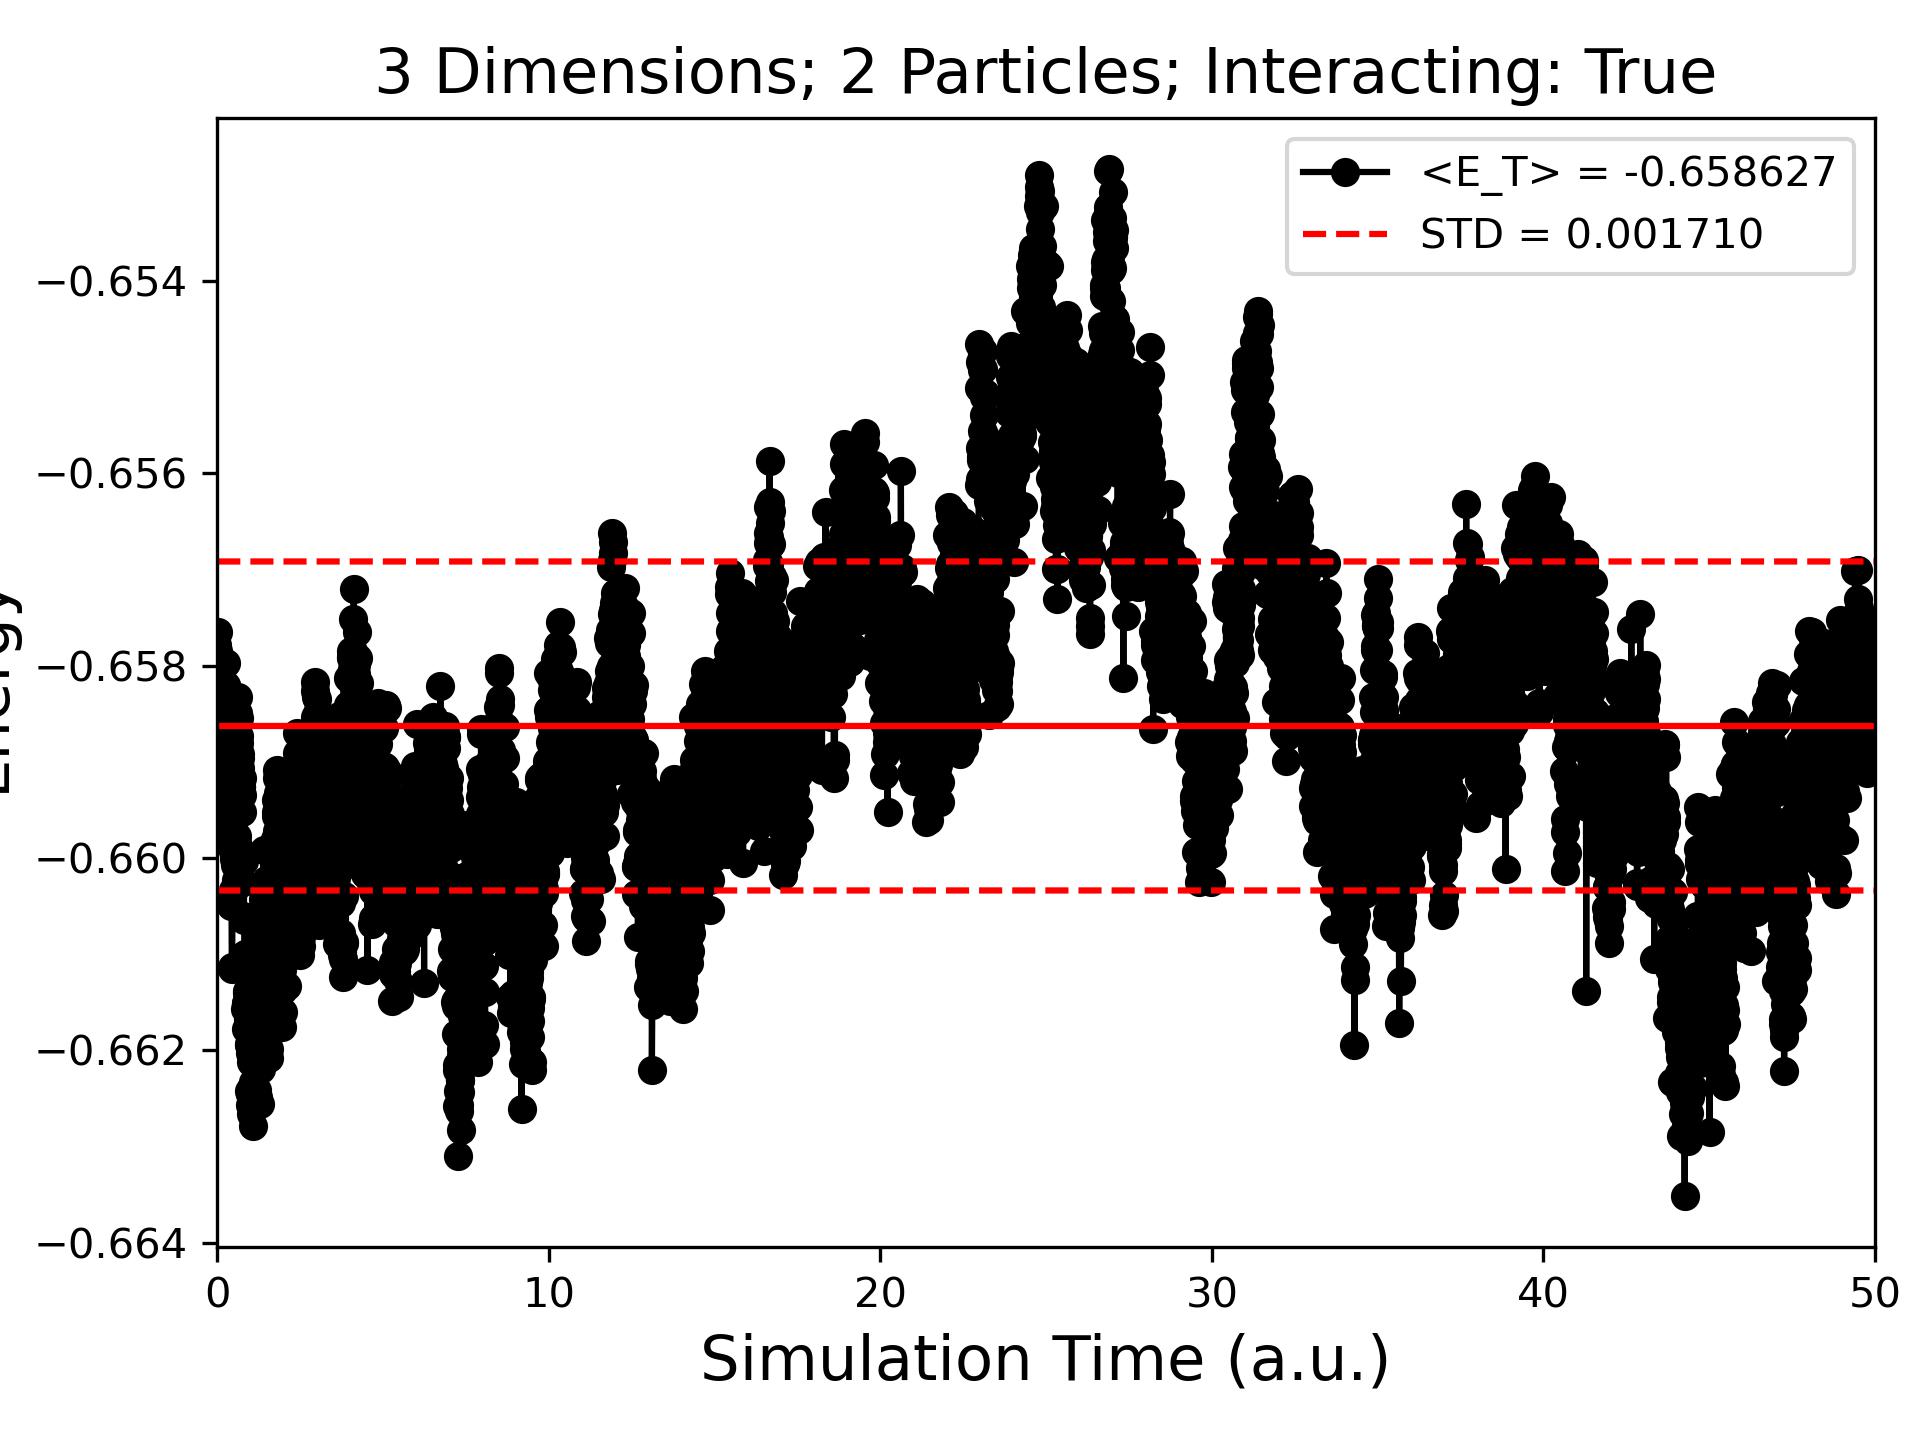 3 Dimensions; 2 Particles; Interacting: True
<E_T> = -0.658627
STD = 0.001710
−0.654
−0.656
−0.658
−0.660
−0.662
−0.664
Energy
0 10 20 30 40 50
Simulation Time (a.u.)